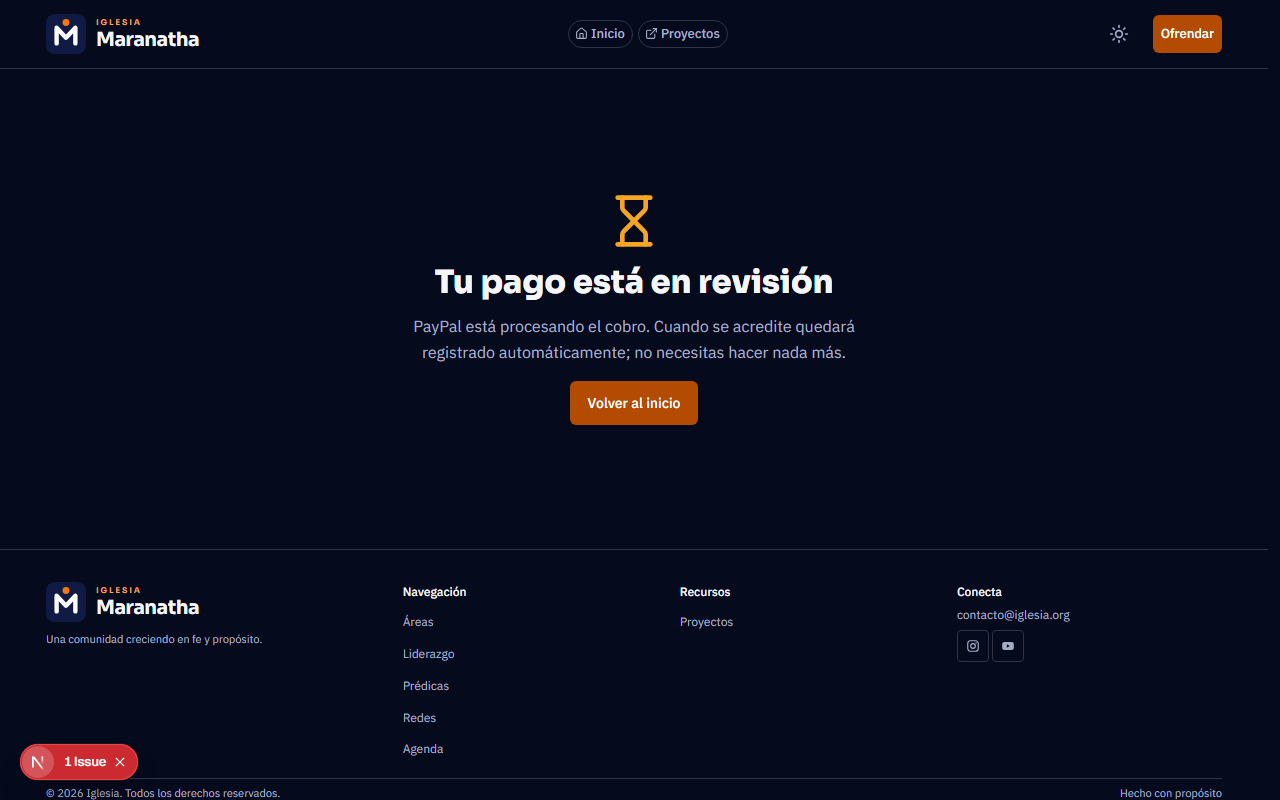 IGLESIA
Maranatha
Inicio
Proyectos
Ofrendar
Tu pago está en revisión
PayPal está procesando el cobro. Cuando se acredite quedará
registrado automáticamente; no necesitas hacer nada más.
Volver al inicio
IGLESIA
Maranatha
Una comunidad creciendo en fe y propósito.
Navegación
Áreas
Liderazgo
Prédicas
Redes
Agenda
Recursos
Proyectos
Conecta
contacto@iglesia.org
N
1 Issue
© 2026 Iglesia. Todos los derechos reservados.
Hecho con propósito